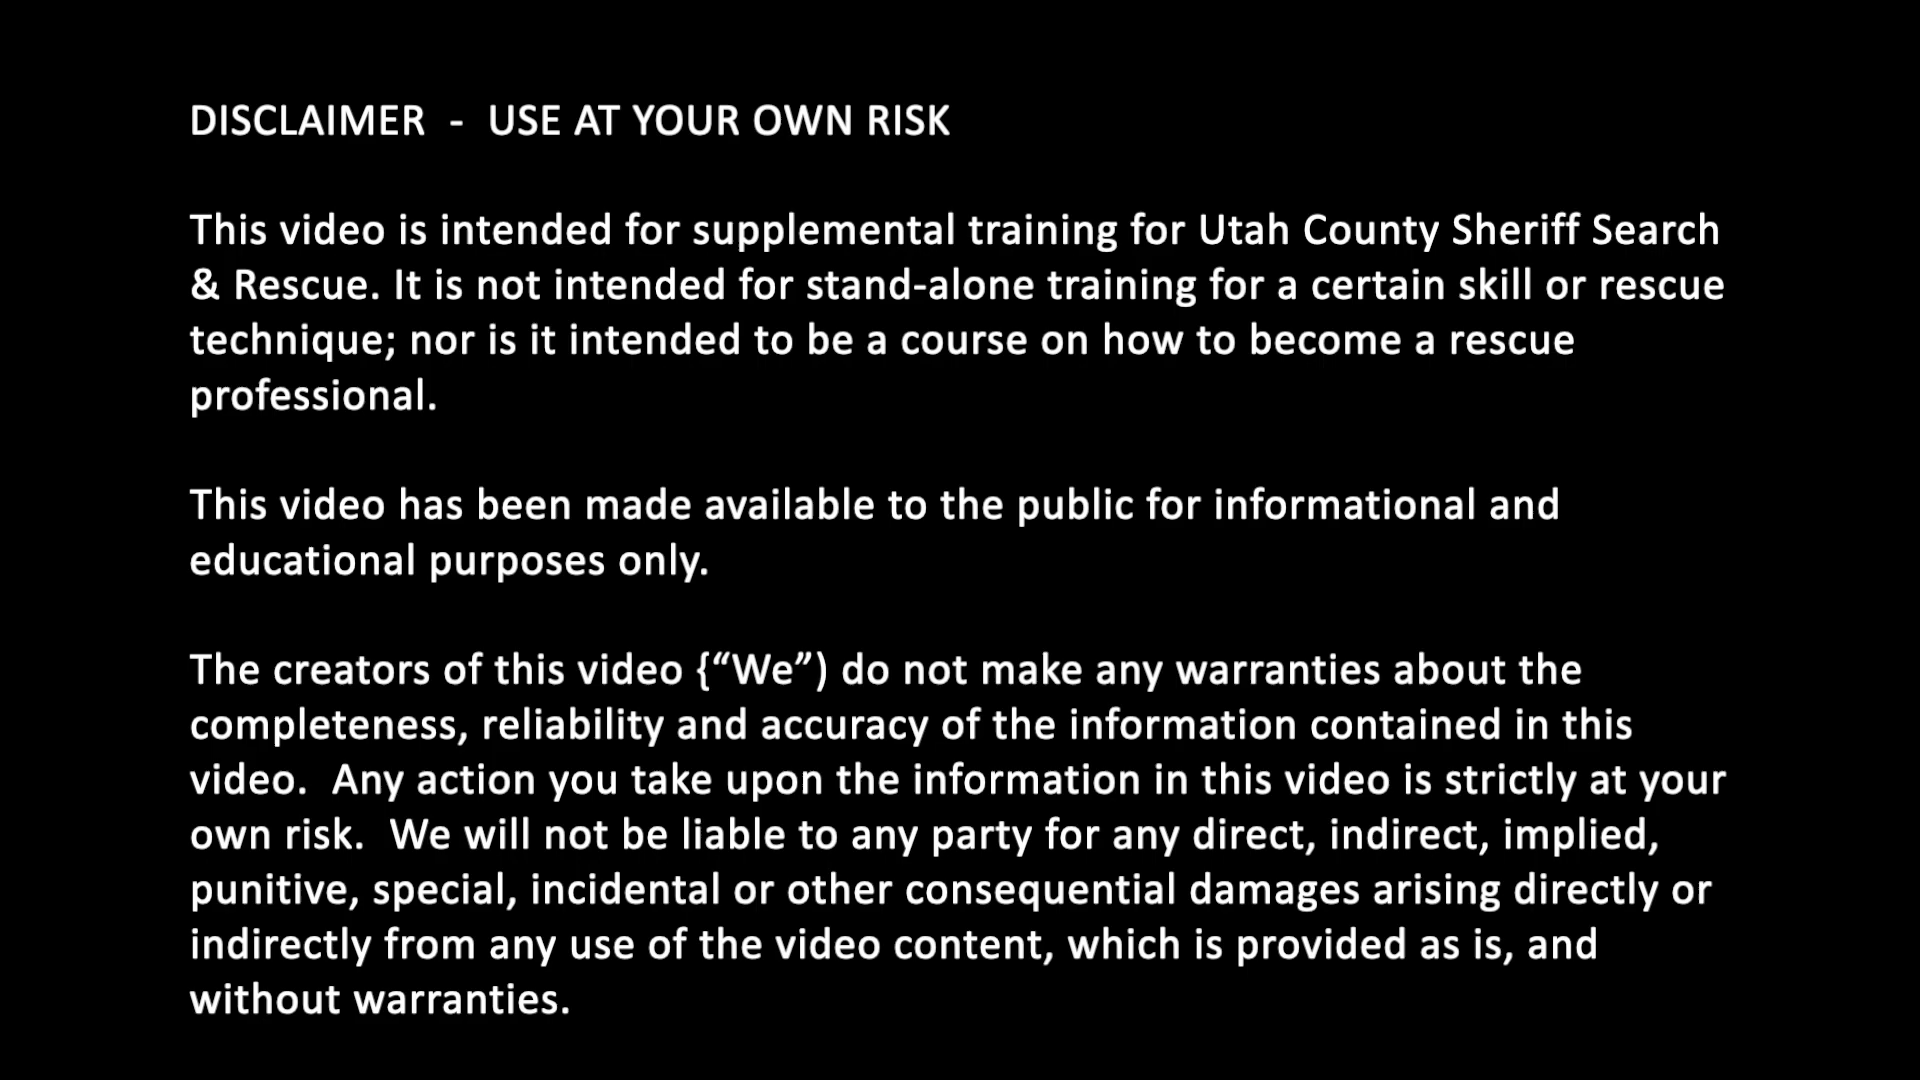 DISCLAIMER  -  USE AT YOUR OWN RISK
This video is intended for supplemental training for Utah County Sheriff Search
& Rescue. It is not intended for stand-alone training for a certain skill or rescue
technique; nor is it intended to be a course on how to become a rescue
professional.
This video has been made available to the public for informational and
educational purposes only.
The creators of this video {“We”) do not make any warranties about the
completeness, reliability and accuracy of the information contained in this
video.  Any action you take upon the information in this video is strictly at your
own risk.  We will not be liable to any party for any direct, indirect, implied,
punitive, special, incidental or other consequential damages arising directly or
indirectly from any use of the video content, which is provided as is, and
without warranties.